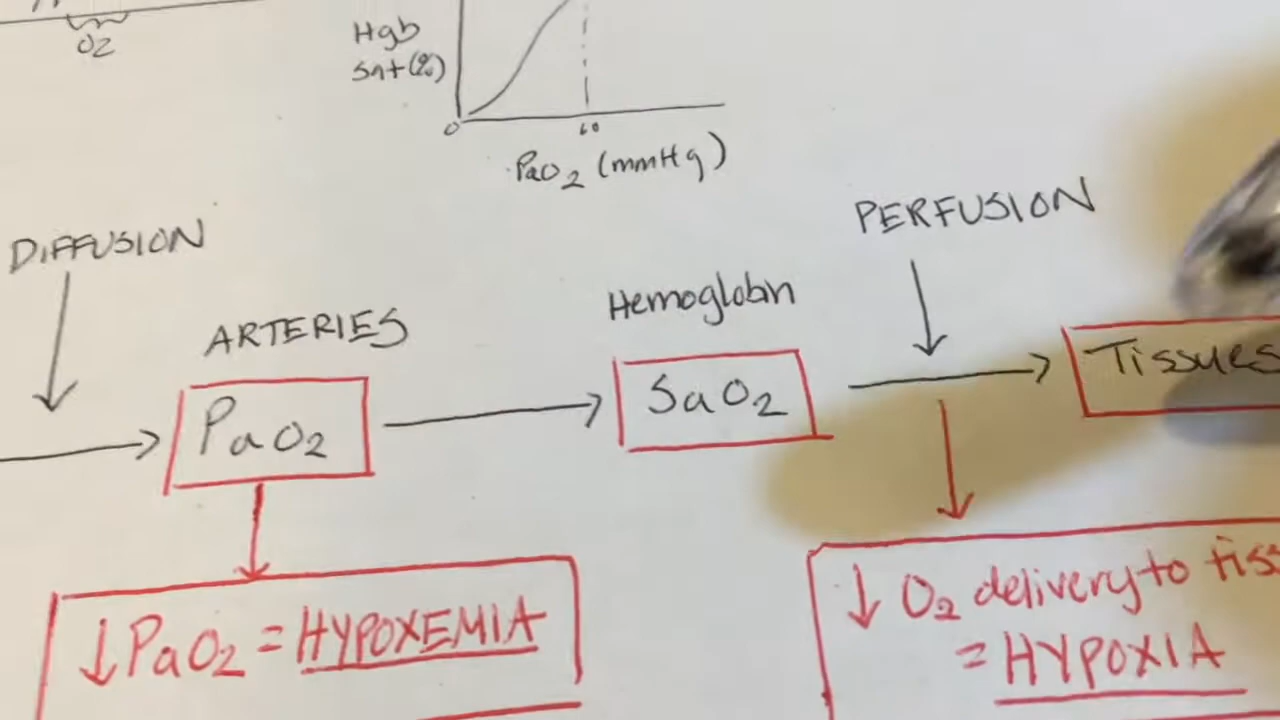 O2
Hgb
Sat(%)
0
60
PaO2 (mmHg)
DIFFUSION
PERFUSION
ARTERIES
Hemoglobin
PaO2
SaO2
Tissues
↓PaO2 = HYPOXEMIA
↓ O2 delivery to tiss
= HYPOXIA